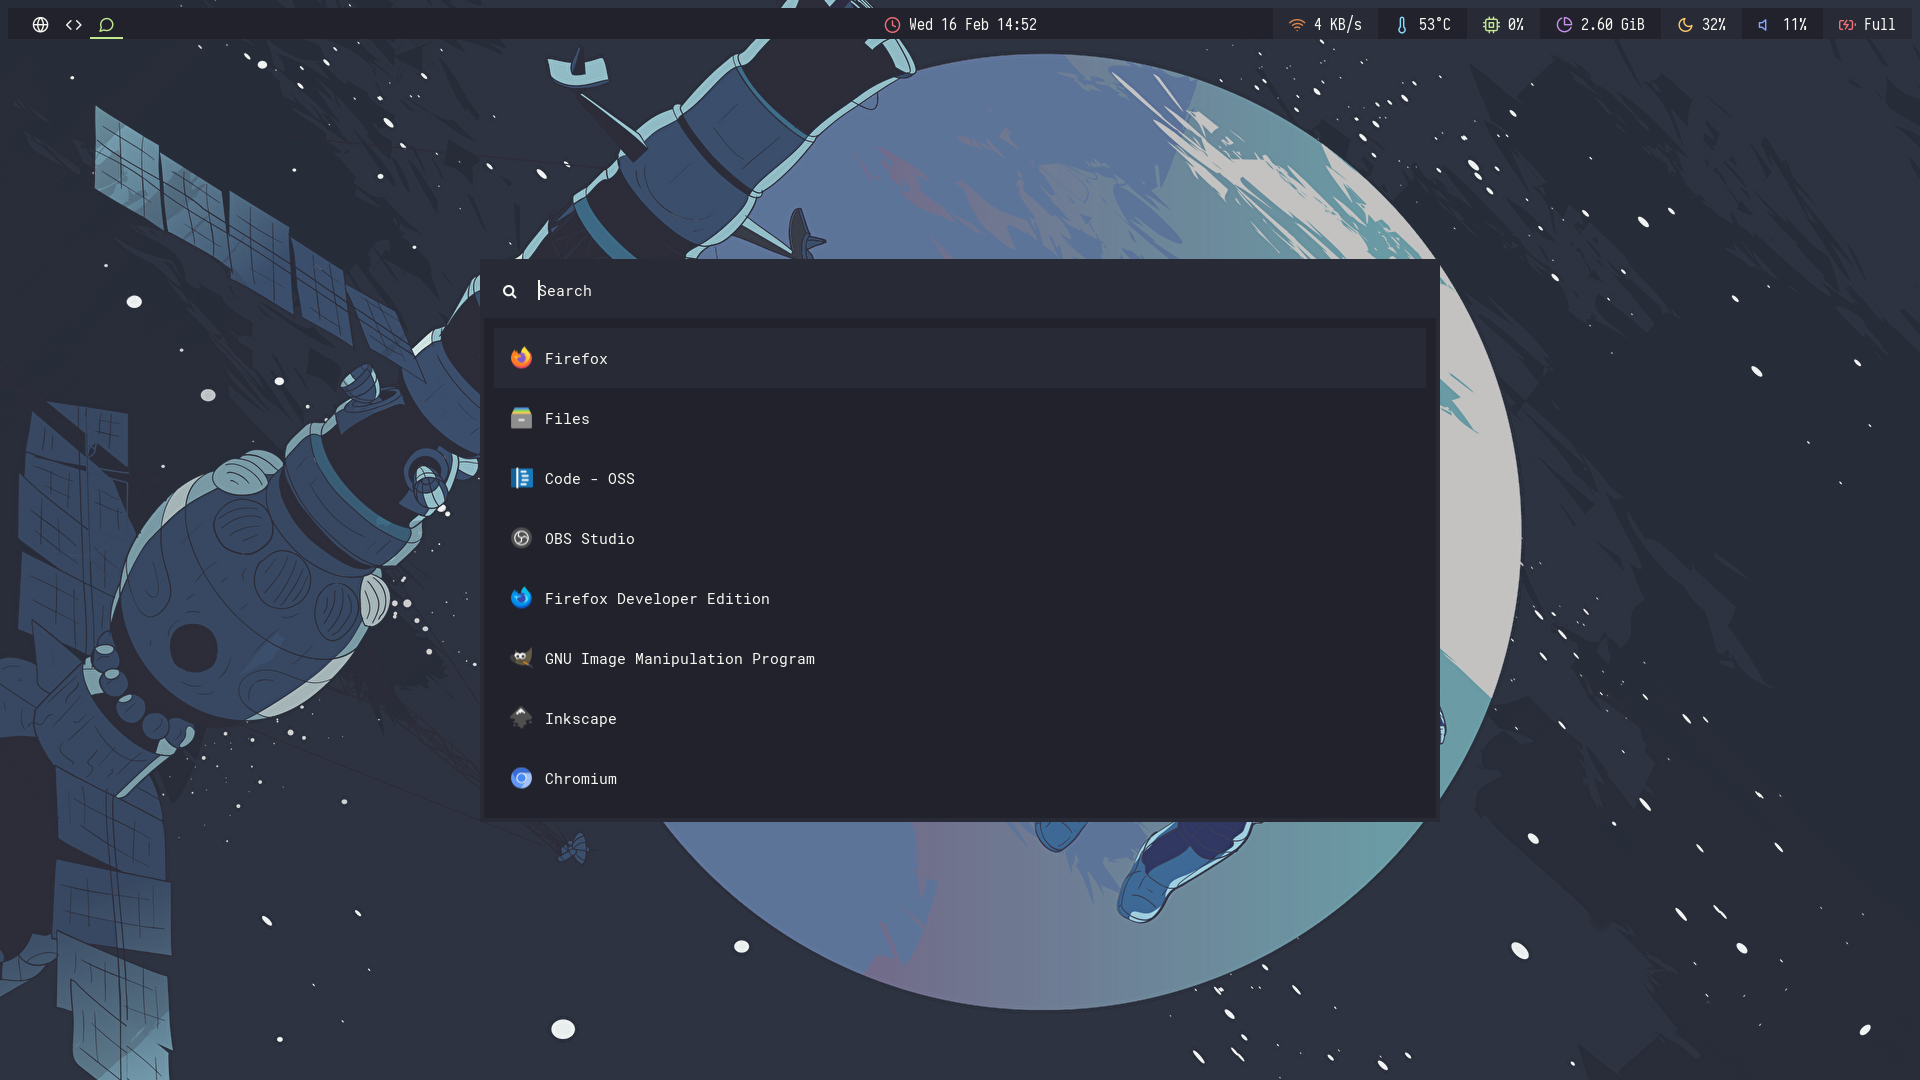 Wed 16 Feb 14:52
4 KB/s
53°C
0%
2.60 GiB
32%
11%
Full
Search
Firefox
Files
Code - OSS
OBS Studio
Firefox Developer Edition
GNU Image Manipulation Program
Inkscape
Chromium